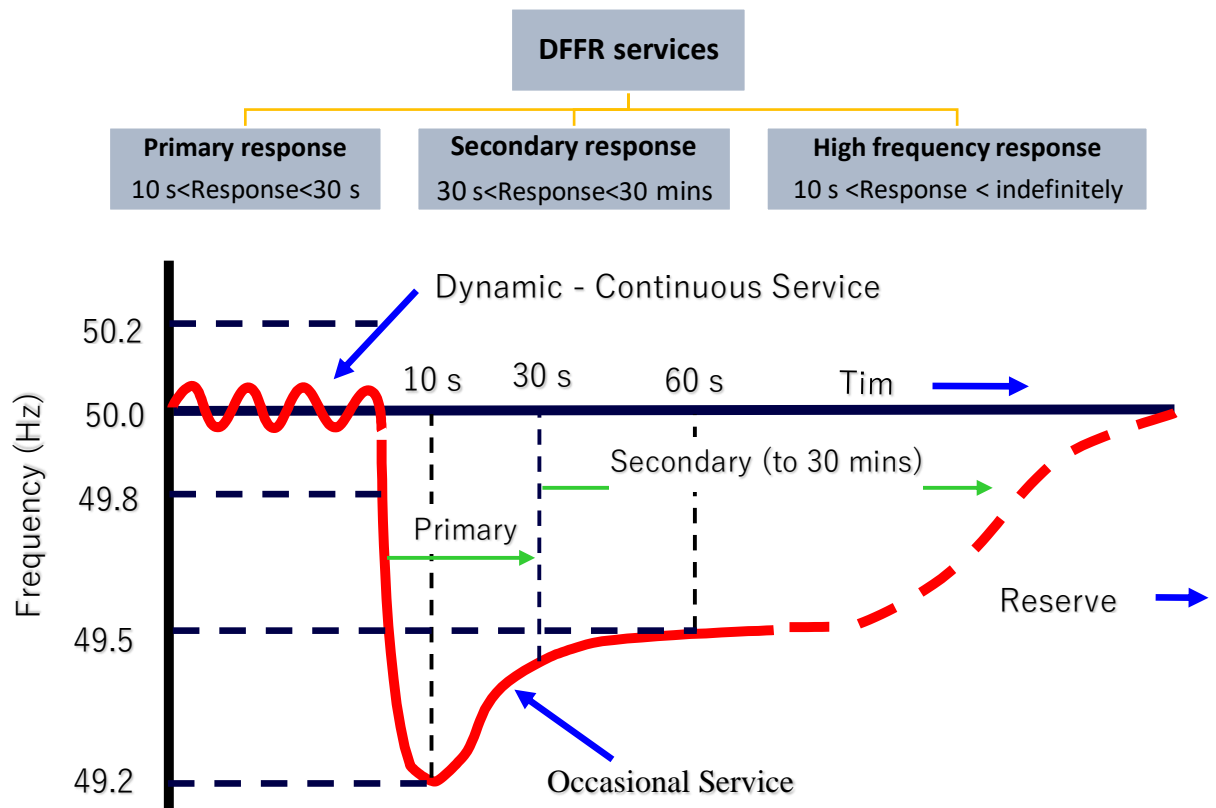 DFFR services
Primary response
10 s<Response<30 s
Secondary response
30 s<Response<30 mins
High frequency response
10 s <Response < indefinitely
Dynamic - Continuous Service
50.2
10 s
30 s
60 s
Tim
50.0
Secondary (to 30 mins)
49.8
Primary
Frequency (Hz)
Reserve
49.5
Occasional Service
49.2